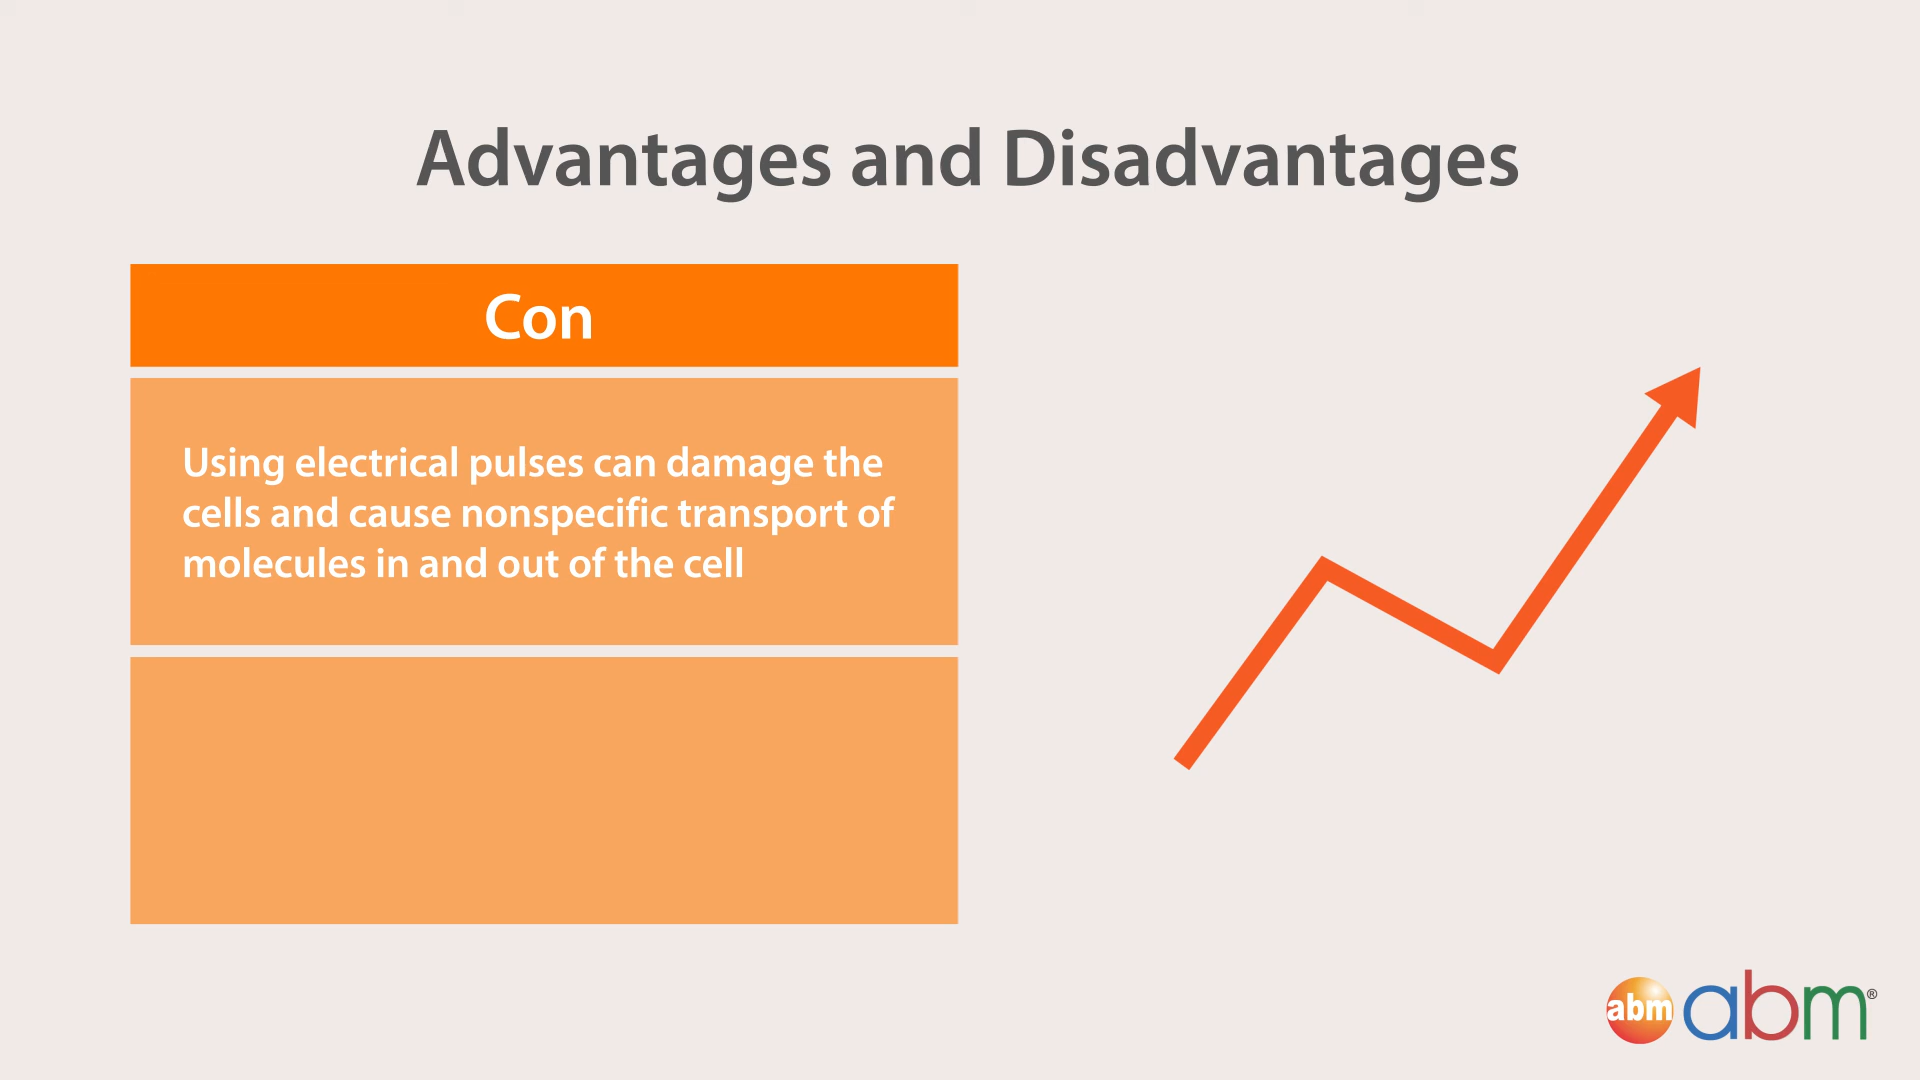 Advantages and Disadvantages
Con
Using electrical pulses can damage the
cells and cause nonspecific transport of
molecules in and out of the cell
abm abm®